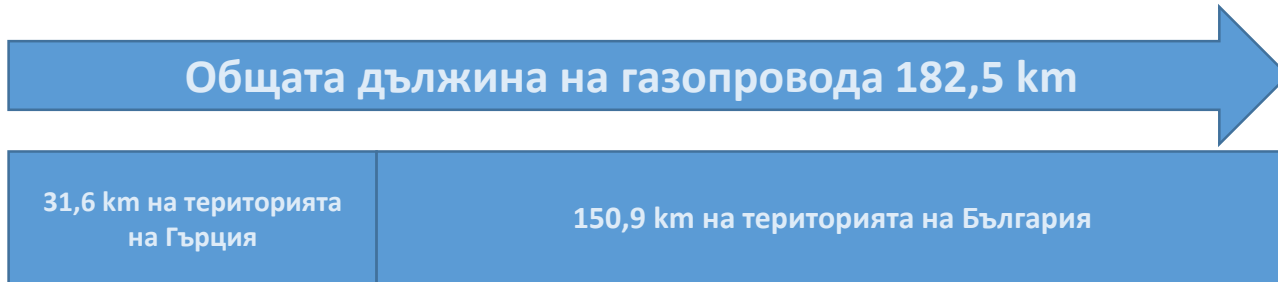 Общата дължина на газопровода 182,5 km
31,6 km на територията
на Гърция
150,9 km на територията на България